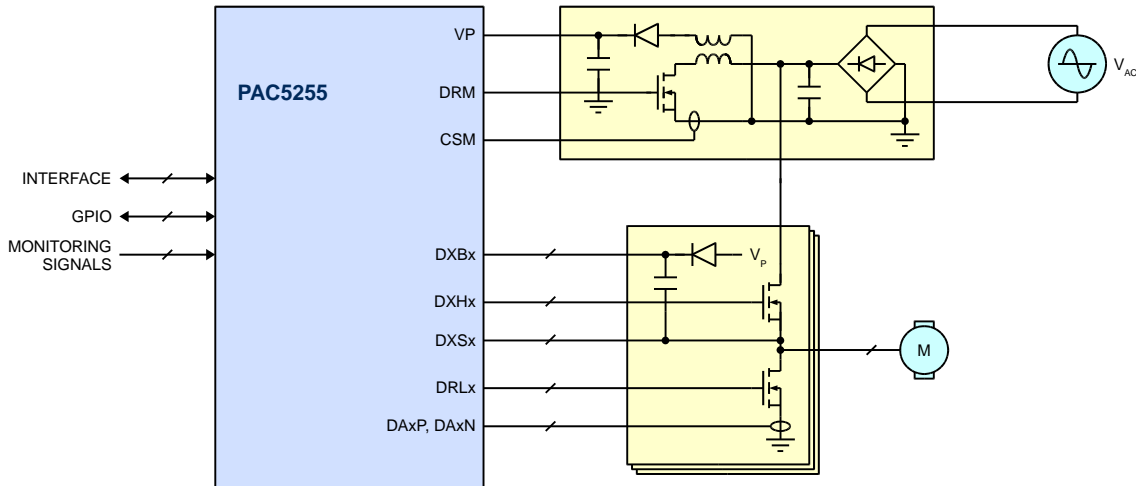 VP
PAC5255
DRM
CSM
V_AC
INTERFACE
GPIO
MONITORING
SIGNALS
DXBx
V_P
DXHx
DXSx
M
DRLx
DAxP, DAxN